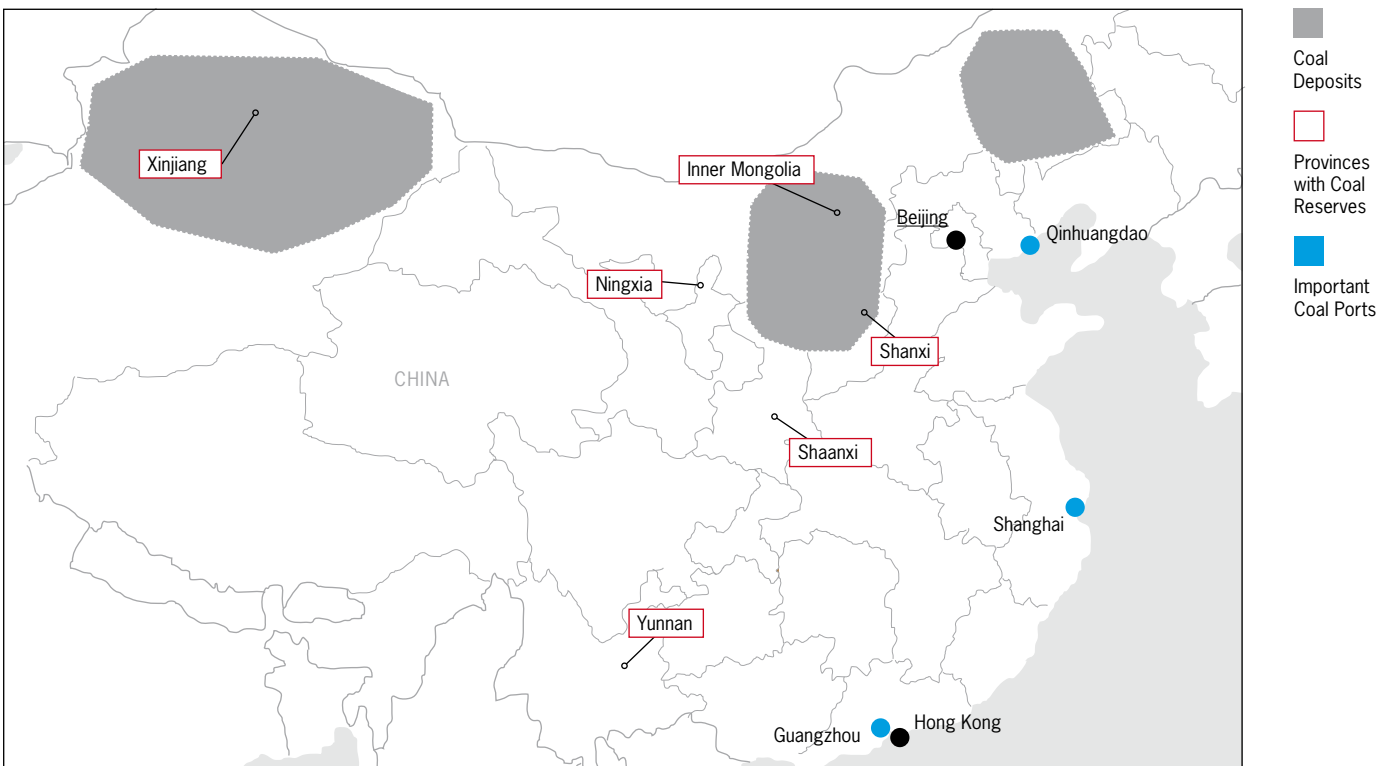 Xinjiang
Inner Mongolia
Beijing
Qinhuangdao
Ningxia
Shanxi
CHINA
Shaanxi
Shanghai
Yunnan
Guangzhou
Hong Kong
Coal
Deposits
Provinces
with Coal
Reserves
Important
Coal Ports